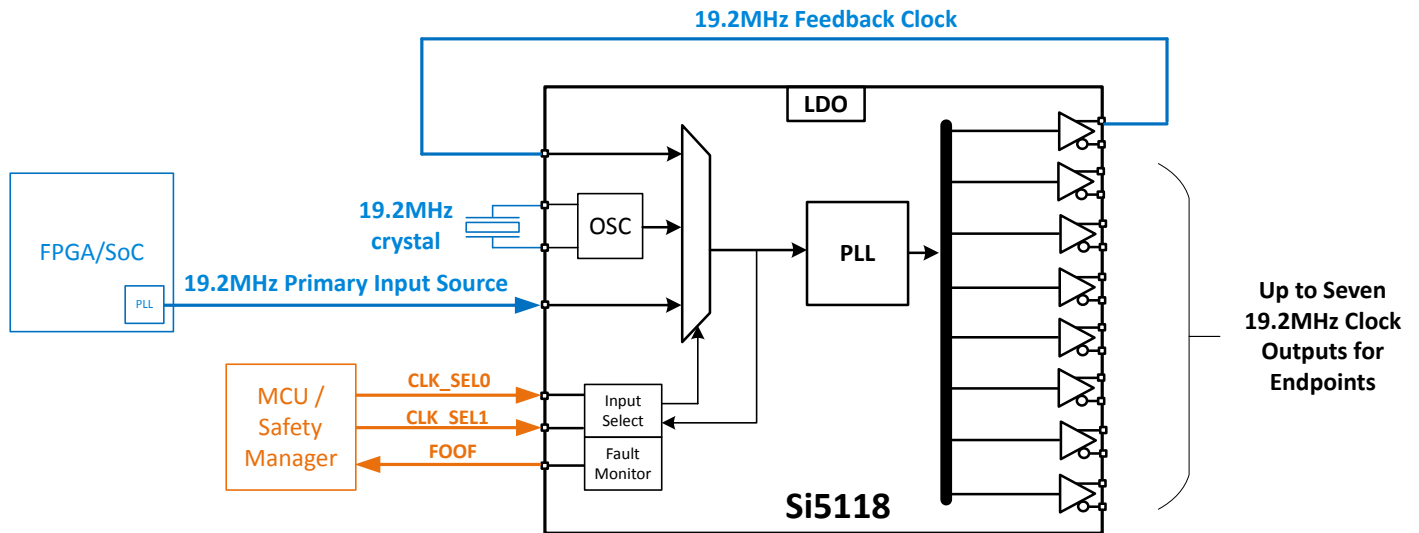 19.2MHz Feedback Clock
LDO
FPGA/SoC
PLL
19.2MHz
crystal
OSC
19.2MHz Primary Input Source
PLL
MCU /
Safety
Manager
CLK_SEL0
CLK_SEL1
FOOF
Input
Select
Fault
Monitor
Si5118
Up to Seven
19.2MHz Clock
Outputs for
Endpoints